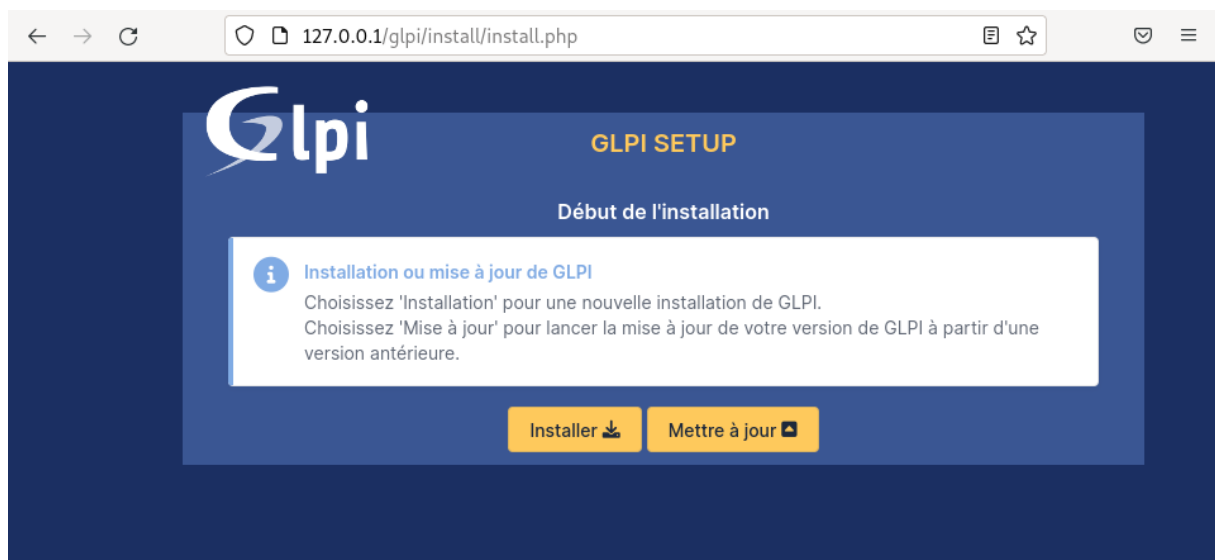 127.0.0.1/glpi/install/install.php
Glpi
GLPI SETUP
Début de l'installation
Installation ou mise à jour de GLPI
Choisissez 'Installation' pour une nouvelle installation de GLPI.
Choisissez 'Mise à jour' pour lancer la mise à jour de votre version de GLPI à partir d'une
version antérieure.
Installer
Mettre à jour